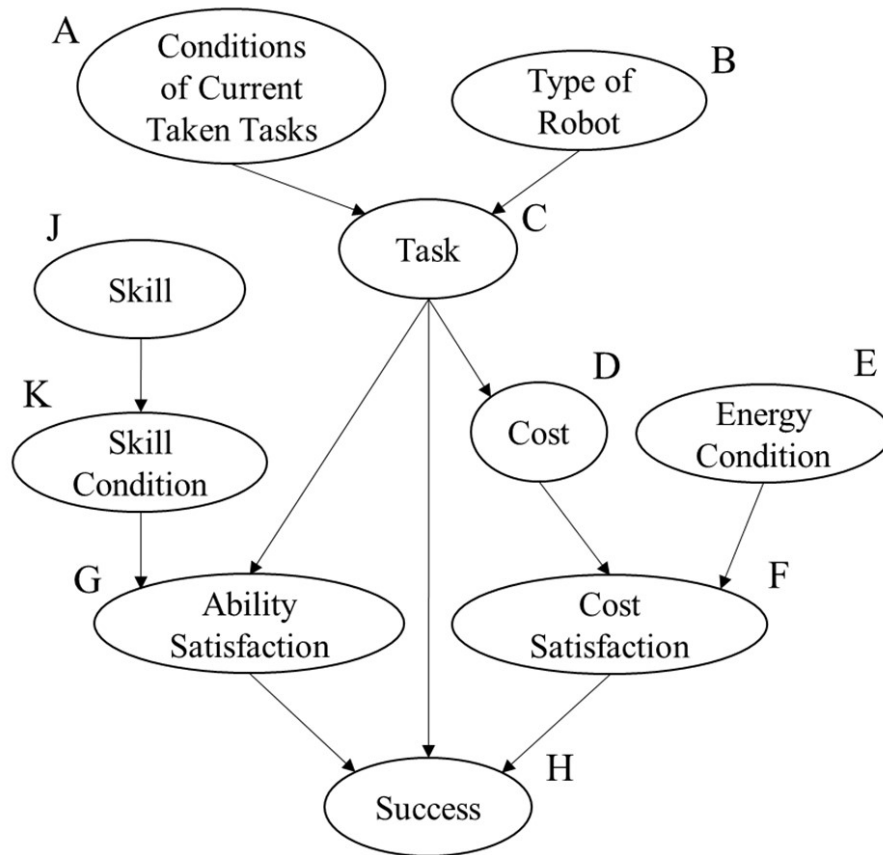 A
Conditions
of Current
Taken Tasks
B
Type of
Robot
C
Task
J
Skill
K
Skill
Condition
D
Cost
E
Energy
Condition
G
Ability
Satisfaction
F
Cost
Satisfaction
H
Success